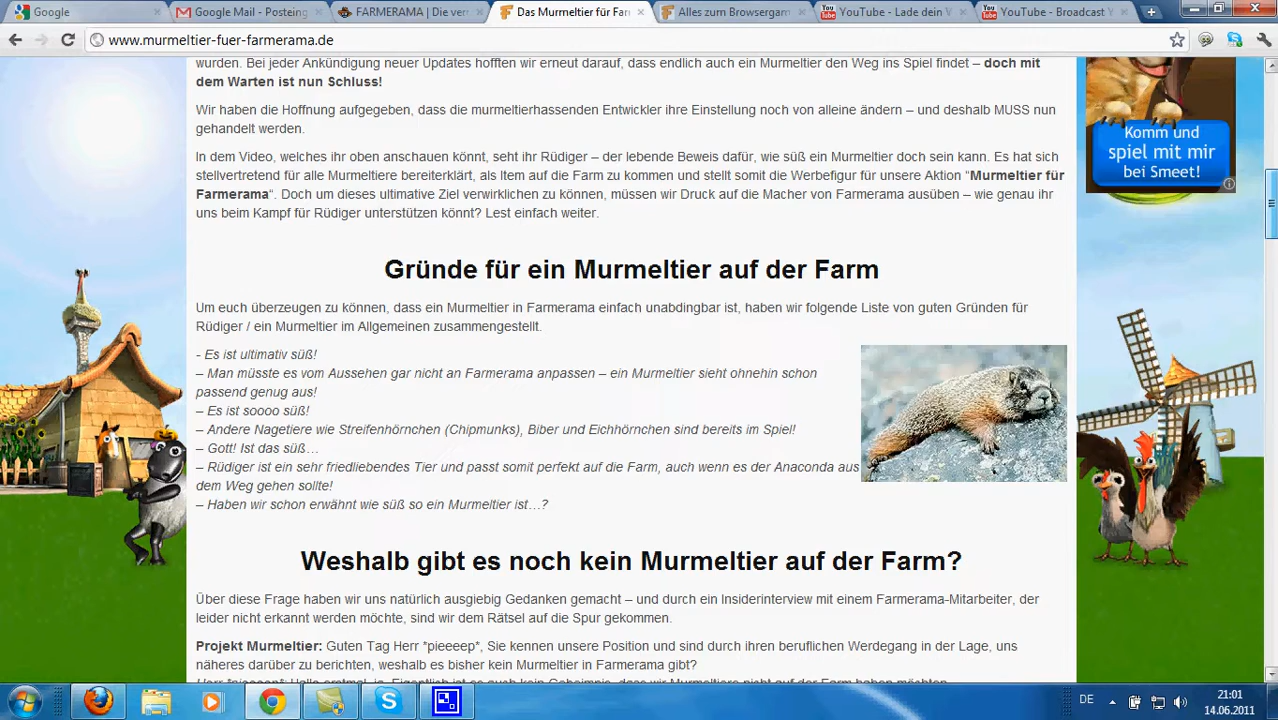 Google
Google Mail - Posteing
FARMERAMA | Die ver
Das Murmeltier für Far
Alles zum Browsergam
YouTube - Lade dein V
YouTube - Broadcast Y
www.murmeltier-fuer-farmerama.de
wurden. Bei jeder Ankündigung neuer Updates hofften wir erneut darauf, dass endlich auch ein Murmeltier den Weg ins Spiel findet – doch mit
dem Warten ist nun Schluss!
Wir haben die Hoffnung aufgegeben, dass die murmeltierhassenden Entwickler ihre Einstellung noch von alleine ändern – und deshalb MUSS nun
gehandelt werden.
In dem Video, welches ihr oben anschauen könnt, seht ihr Rüdiger – der lebende Beweis dafür, wie süß ein Murmeltier doch sein kann. Es hat sich
stellvertretend für alle Murmeltiere bereiterklärt, als Item auf die Farm zu kommen und stellt somit die Werbefigur für unsere Aktion “Murmeltier für
Farmerama“. Doch um dieses ultimative Ziel verwirklichen zu können, müssen wir Druck auf die Macher von Farmerama ausüben – wie genau ihr
uns beim Kampf für Rüdiger unterstützen könnt? Lest einfach weiter.
Komm und
spiel mit mir
bei Smeet!
Gründe für ein Murmeltier auf der Farm
Um euch überzeugen zu können, dass ein Murmeltier in Farmerama einfach unabdingbar ist, haben wir folgende Liste von guten Gründen für
Rüdiger / ein Murmeltier im Allgemeinen zusammengestellt.
- Es ist ultimativ süß!
– Man müsste es vom Aussehen gar nicht an Farmerama anpassen – ein Murmeltier sieht ohnehin schon
passend genug aus!
– Es ist soooo süß!
– Andere Nagetiere wie Streifenhörnchen (Chipmunks), Biber und Eichhörnchen sind bereits im Spiel!
– Gott! Ist das süß…
– Rüdiger ist ein sehr friedliebendes Tier und passt somit perfekt auf die Farm, auch wenn es der Anaconda aus
dem Weg gehen sollte!
– Haben wir schon erwähnt wie süß so ein Murmeltier ist…?
Weshalb gibt es noch kein Murmeltier auf der Farm?
Über diese Frage haben wir uns natürlich ausgiebig Gedanken gemacht – und durch ein Insiderinterview mit einem Farmerama-Mitarbeiter, der
leider nicht erkannt werden möchte, sind wir dem Rätsel auf die Spur gekommen.
Projekt Murmeltier: Guten Tag Herr *pieeeep*, Sie kennen unsere Position und sind durch ihren beruflichen Werdegang in der Lage, uns
näheres darüber zu berichten, weshalb es bisher kein Murmeltier in Farmerama gibt?
DE
21:01
14.06.2011